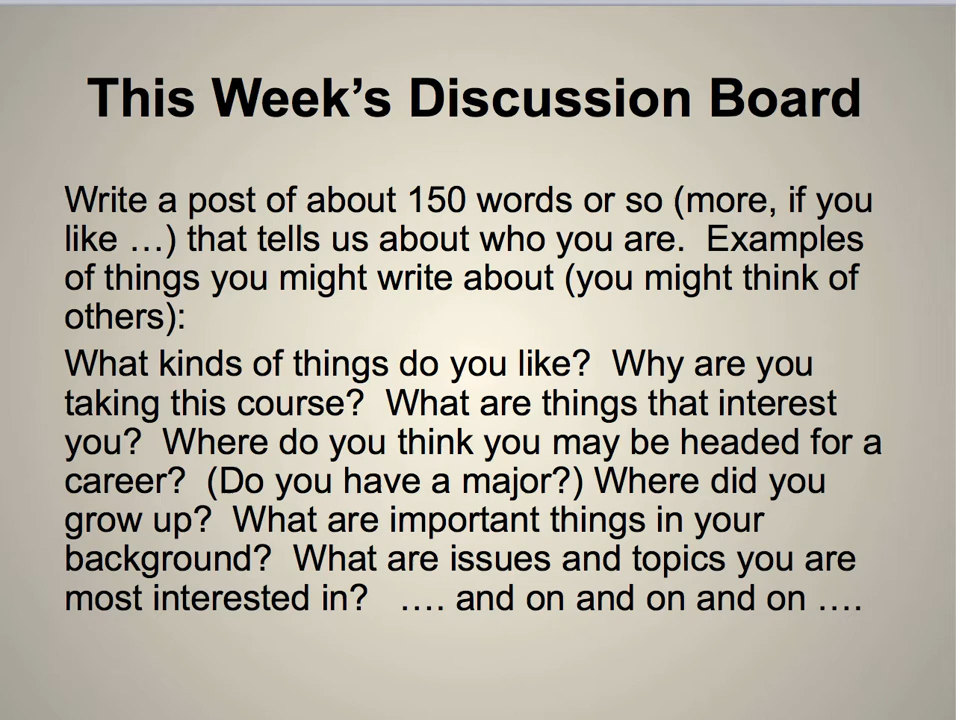 This Week’s Discussion Board
Write a post of about 150 words or so (more, if you
like …) that tells us about who you are.  Examples
of things you might write about (you might think of
others):
What kinds of things do you like?  Why are you
taking this course?  What are things that interest
you?  Where do you think you may be headed for a
career?  (Do you have a major?) Where did you
grow up?  What are important things in your
background?  What are issues and topics you are
most interested in?   …. and on and on and on ….